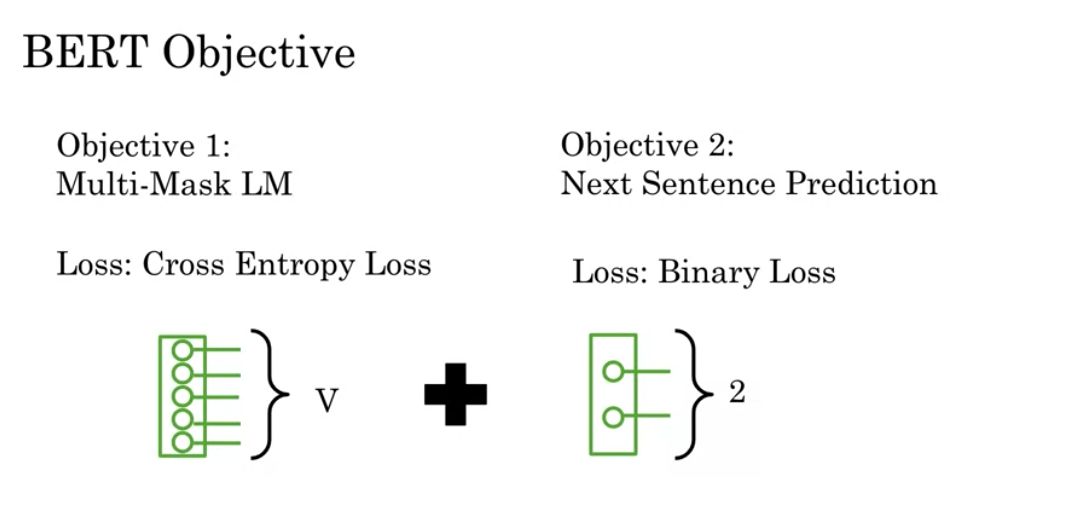 BERT Objective
Objective 1:
Multi-Mask LM
Loss: Cross Entropy Loss
V
Objective 2:
Next Sentence Prediction
Loss: Binary Loss
2